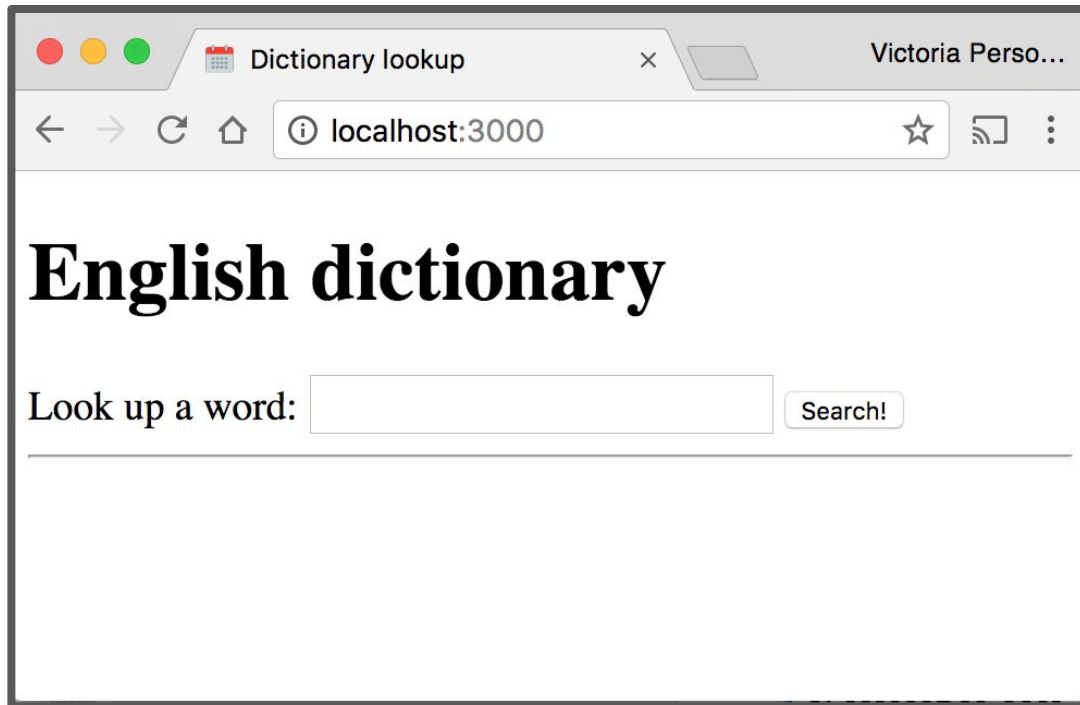 Dictionary lookup
Victoria Perso...
localhost:3000
English dictionary
Look up a word: Search!